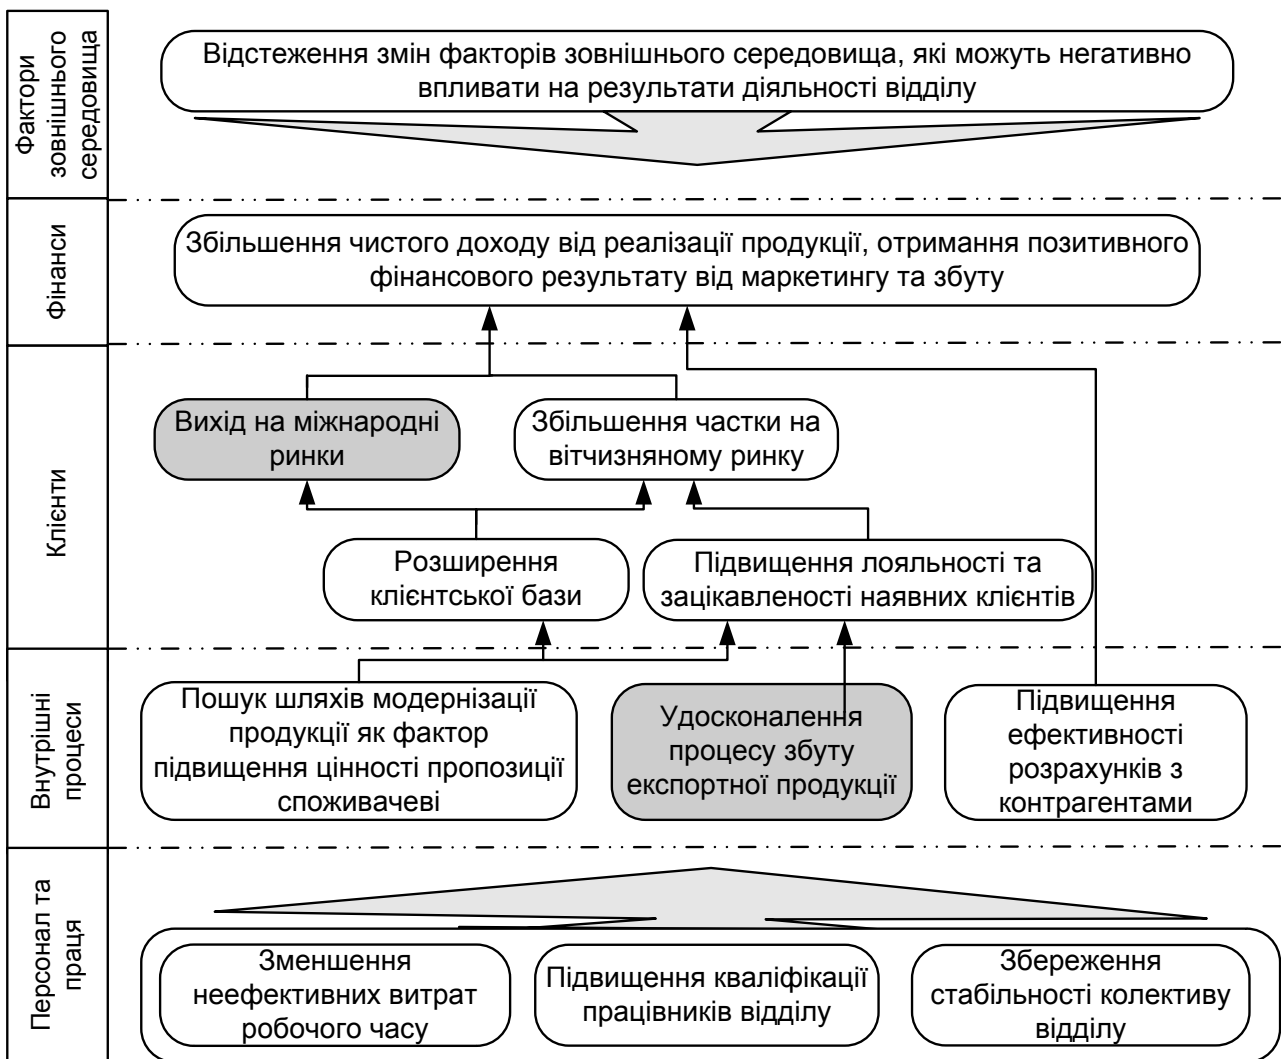 Фактори
зовнішнього
середовища
Відстеження змін факторів зовнішнього середовища, які можуть негативно
впливати на результати діяльності відділу
Фінанси
Збільшення чистого доходу від реалізації продукції, отримання позитивного
фінансового результату від маркетингу та збуту
Клієнти
Вихід на міжнародні
ринки
Збільшення частки на
вітчизняному ринку
Розширення
клієнтської бази
Підвищення лояльності та
зацікавленості наявних клієнтів
Внутрішні
процеси
Пошук шляхів модернізації
продукції як фактор
підвищення цінності пропозиції
споживачеві
Удосконалення
процесу збуту
експортної продукції
Підвищення
ефективності
розрахунків з
контрагентами
Персонал та
праця
Зменшення
неефективних витрат
робочого часу
Підвищення кваліфікації
працівників відділу
Збереження
стабільності колективу
відділу